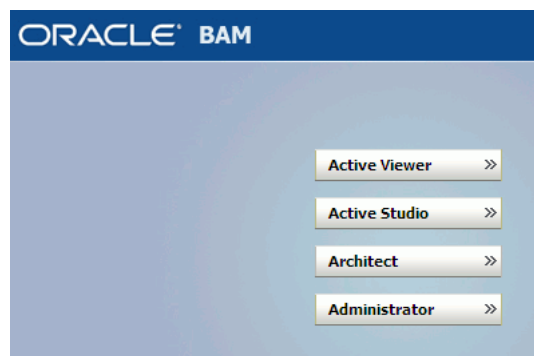 ORACLE BAM
Active Viewer »
Active Studio »
Architect »
Administrator »